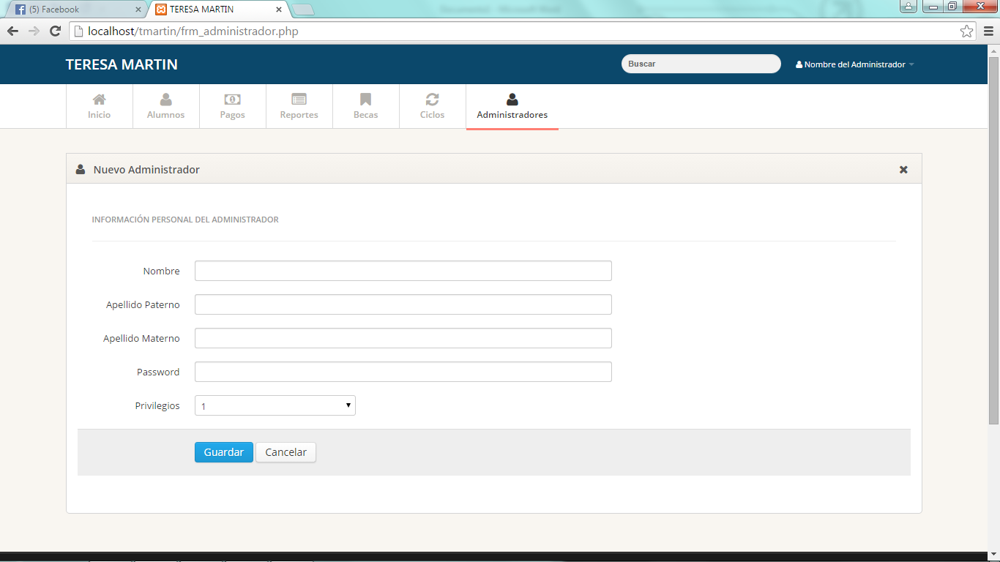 (5) Facebook
TERESA MARTIN
localhost/tmartin/frm_administrador.php
TERESA MARTIN
Buscar
Nombre del Administrador
Inicio
Alumnos
Pagos
Reportes
Becas
Ciclos
Administradores
Nuevo Administrador
INFORMACIÓN PERSONAL DEL ADMINISTRADOR
Nombre
Apellido Paterno
Apellido Materno
Password
Privilegios
1
Guardar Cancelar